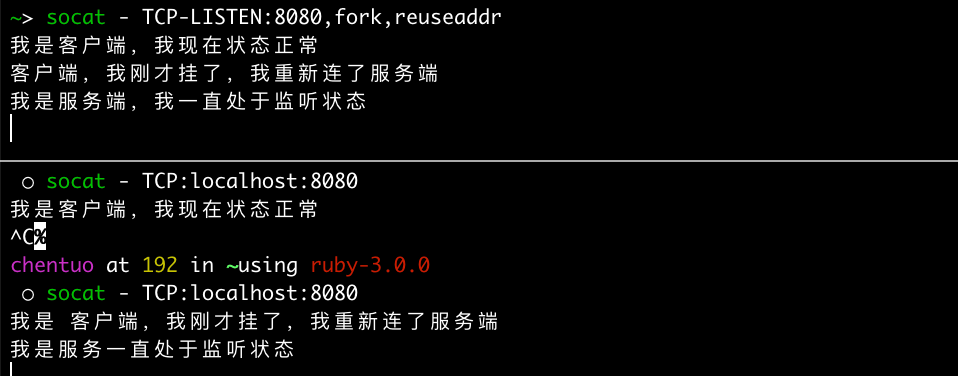 ~> socat - TCP-LISTEN:8080,fork,reuseaddr
我是客户端，我现在状态正常
客户端，我刚才挂了，我重新连了服务端
我是服务端，我一直处于监听状态
○ socat - TCP:localhost:8080
我是客户端，我现在状态正常
^C%
chentuo at 192 in ~using ruby-3.0.0
○ socat - TCP:localhost:8080
我是 客户端，我刚才挂了，我重新连了服务端
我是服务一直处于监听状态